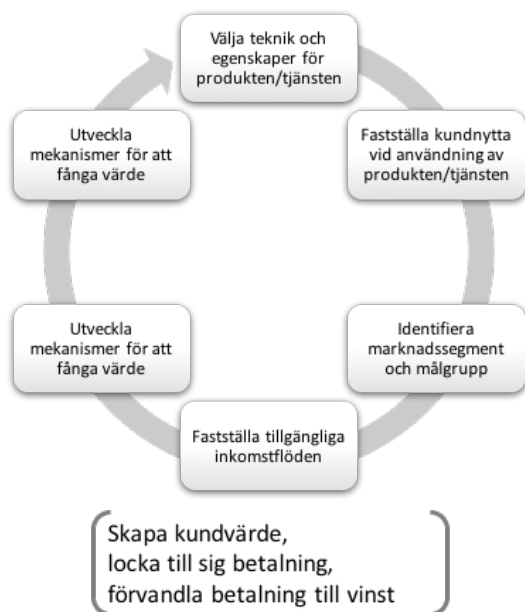 Välja teknik och
egenskaper för
produkten/tjänsten
Fastställa kundnytta
vid användning av
produkten/tjänsten
Identifiera
marknadssegment
och målgrupp
Fastställa tillgängliga
inkomstflöden
Utveckla
mekanismer för att
fånga värde
Utveckla
mekanismer för att
fånga värde
Skapa kundvärde,
locka till sig betalning,
förvandla betalning till vinst